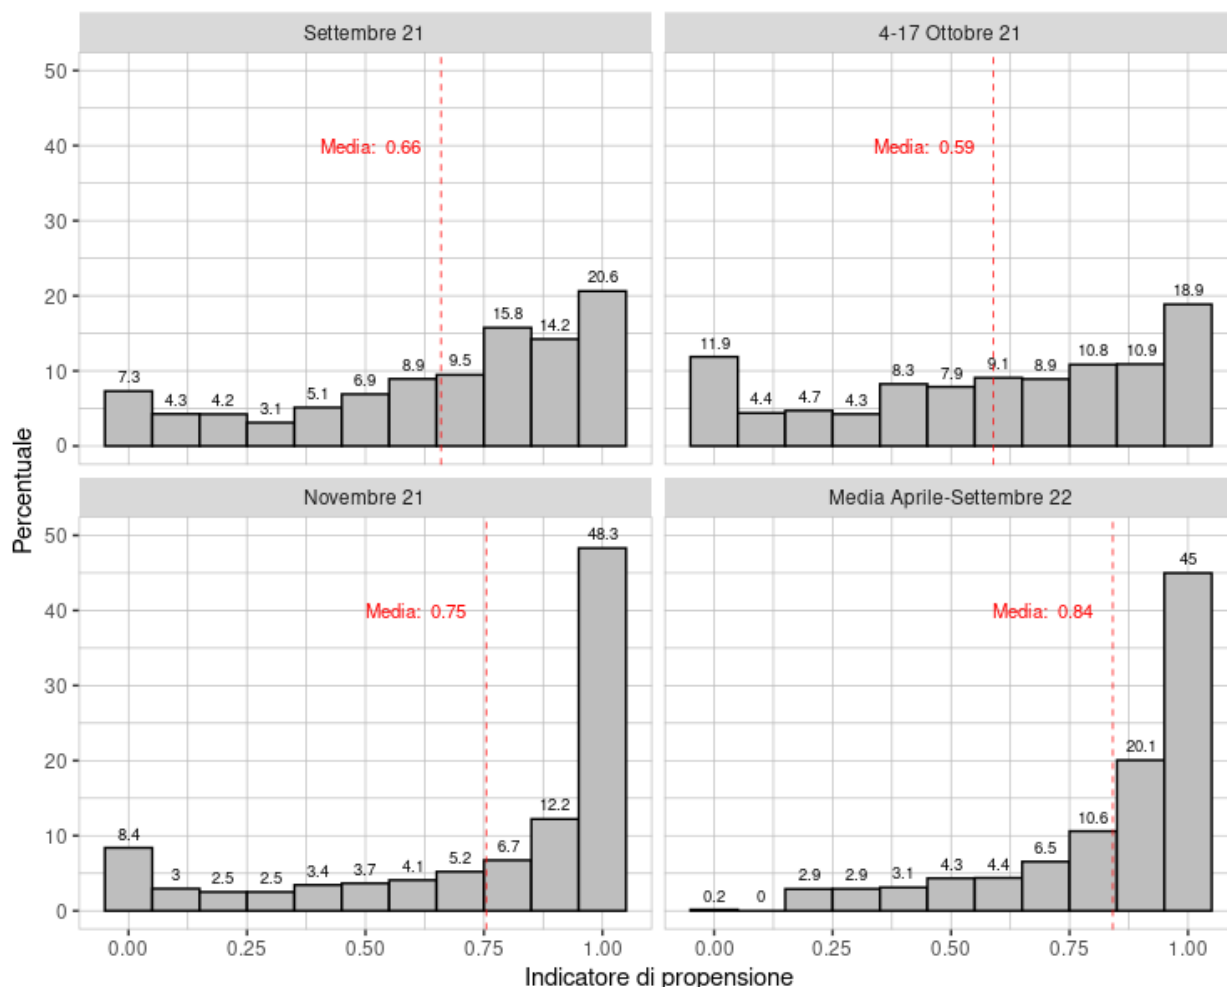 Settembre 21
4-17 Ottobre 21
50
40
30
20
10
0
Media: 0.66
Media: 0.59
7.3 4.3 4.2 3.1 5.1 6.9 8.9 9.5 15.8 14.2 20.6
11.9 4.4 4.7 4.3 8.3 7.9 9.1 8.9 10.8 10.9 18.9
Percentuale
Novembre 21
Media Aprile-Settembre 22
50
40
30
20
10
0
Media: 0.75
Media: 0.84
8.4 3 2.5 2.5 3.4 3.7 4.1 5.2 6.7 12.2 48.3
0.2 0 2.9 2.9 3.1 4.3 4.4 6.5 10.6 20.1 45
0.00 0.25 0.50 0.75 1.00
0.00 0.25 0.50 0.75 1.00
Indicatore di propensione